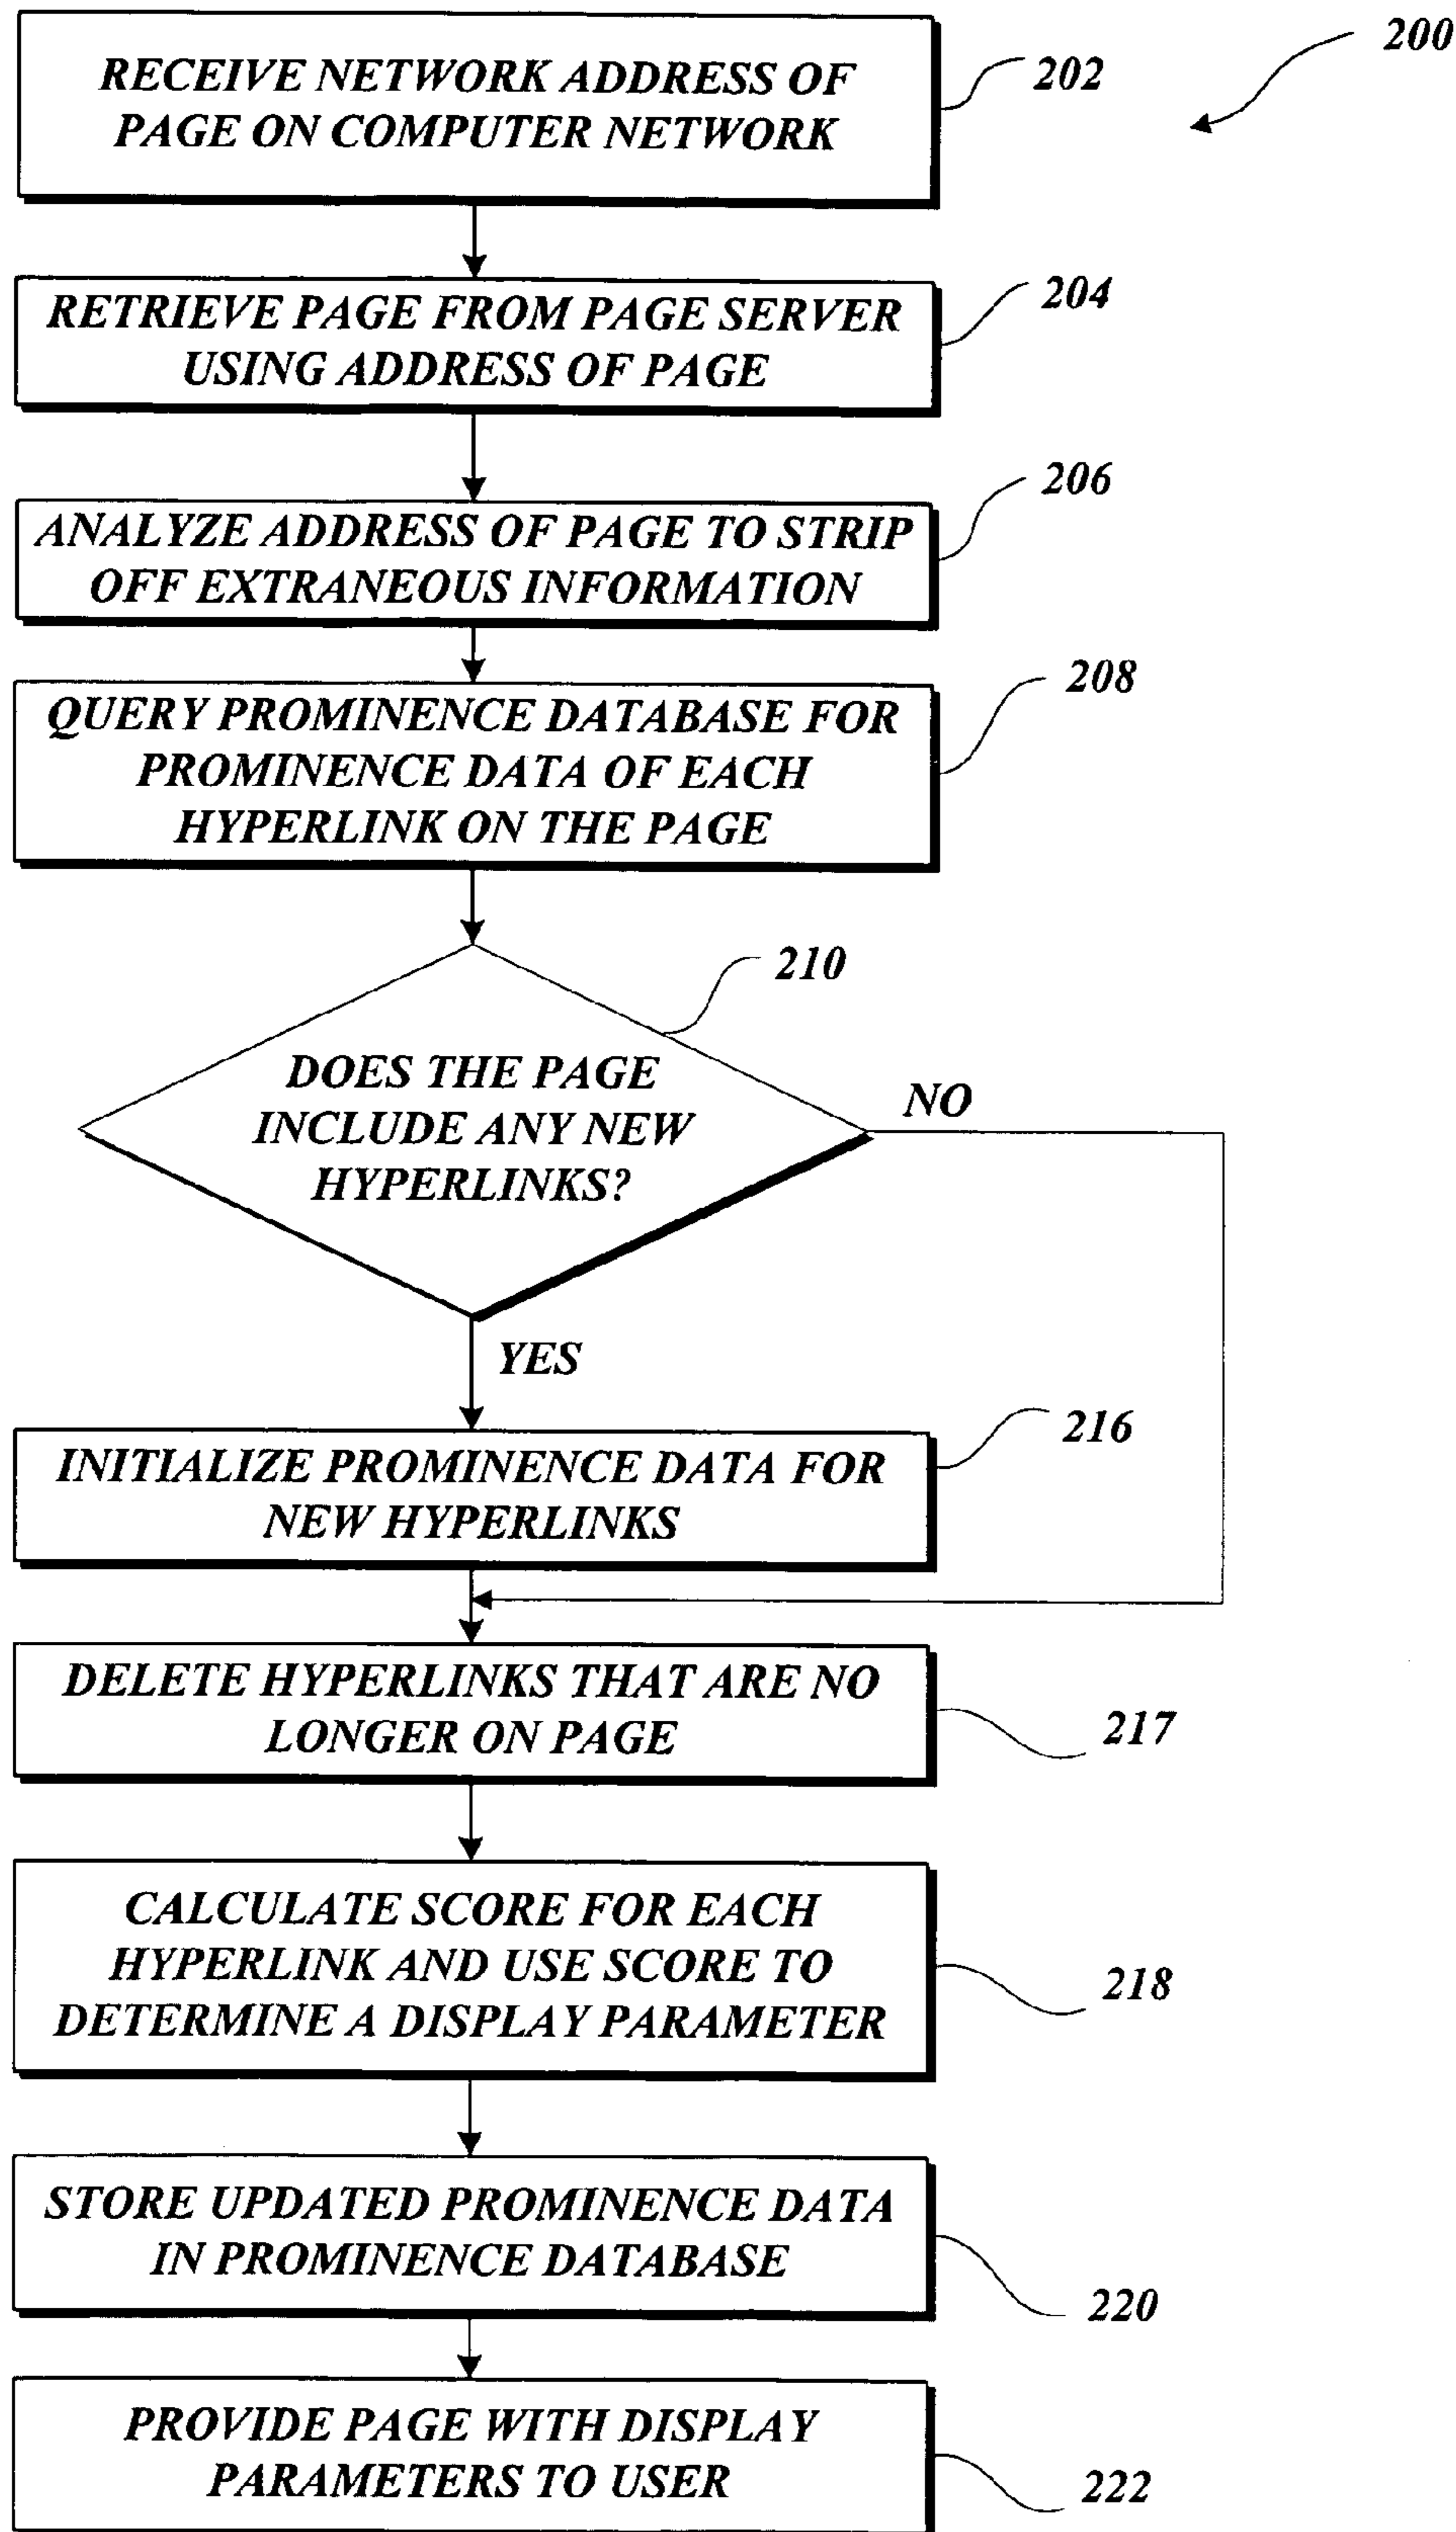 200
RECEIVE NETWORK ADDRESS OF
PAGE ON COMPUTER NETWORK
202
RETRIEVE PAGE FROM PAGE SERVER
USING ADDRESS OF PAGE
204
ANALYZE ADDRESS OF PAGE TO STRIP
OFF EXTRANEOUS INFORMATION
206
QUERY PROMINENCE DATABASE FOR
PROMINENCE DATA OF EACH
HYPERLINK ON THE PAGE
208
DOES THE PAGE
INCLUDE ANY NEW
HYPERLINKS?
210
NO
YES
INITIALIZE PROMINENCE DATA FOR
NEW HYPERLINKS
216
DELETE HYPERLINKS THAT ARE NO
LONGER ON PAGE
217
CALCULATE SCORE FOR EACH
HYPERLINK AND USE SCORE TO
DETERMINE A DISPLAY PARAMETER
218
STORE UPDATED PROMINENCE DATA
IN PROMINENCE DATABASE
220
PROVIDE PAGE WITH DISPLAY
PARAMETERS TO USER
222